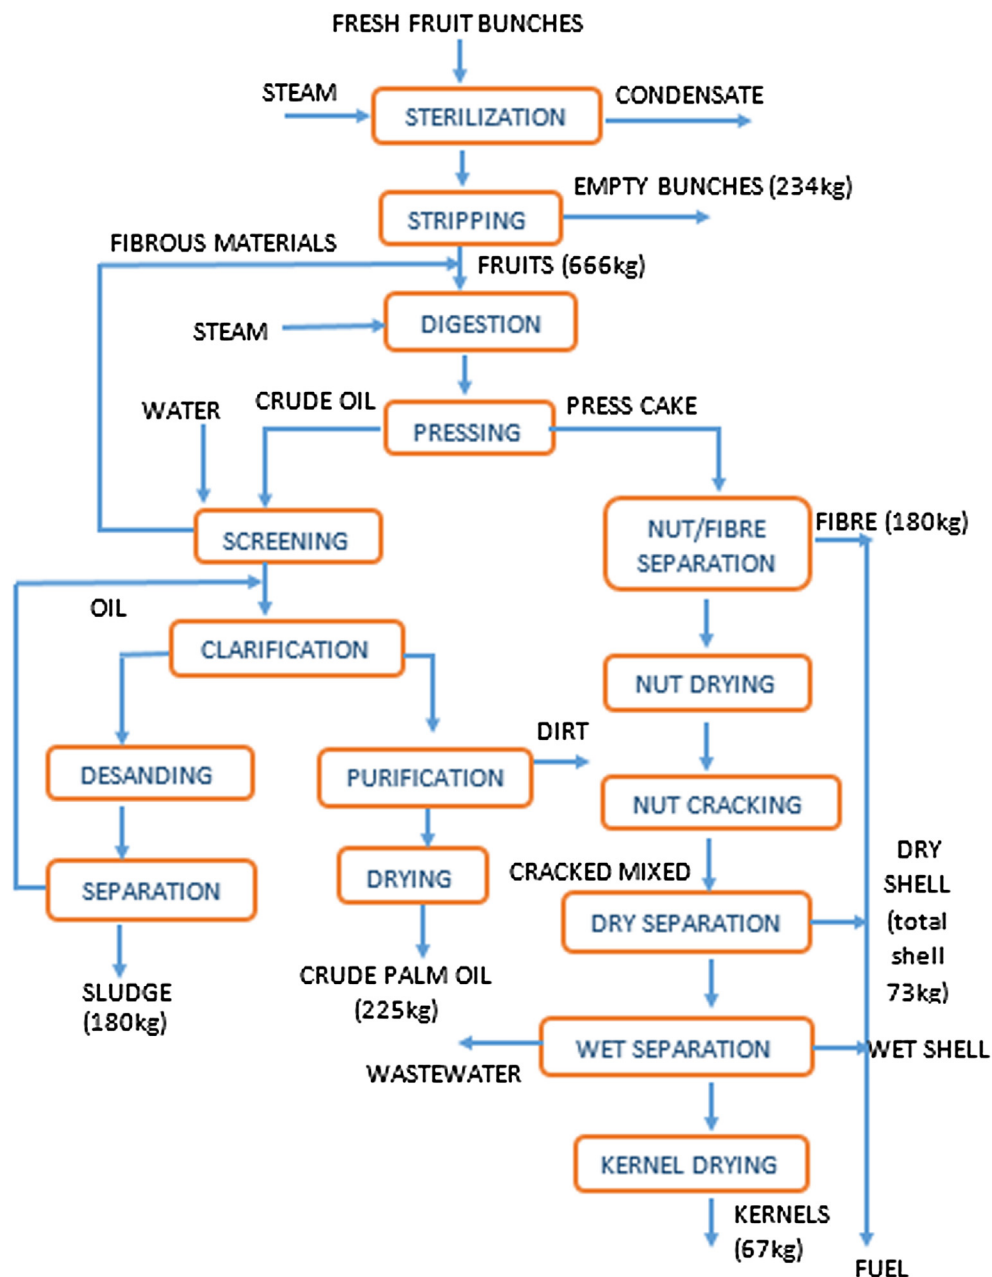 FRESH FRUIT BUNCHES
STEAM
CONDENSATE
STERILIZATION
EMPTY BUNCHES (234kg)
STRIPPING
FIBROUS MATERIALS
FRUITS (666kg)
STEAM
DIGESTION
WATER
CRUDE OIL
PRESS CAKE
PRESSING
SCREENING
NUT/FIBRE
SEPARATION
FIBRE (180kg)
OIL
CLARIFICATION
NUT DRYING
DIRT
DESANDING
PURIFICATION
NUT CRACKING
SEPARATION
DRYING
CRACKED MIXED
DRY SEPARATION
DRY
SHELL
(total
shell
73kg)
SLUDGE
(180kg)
CRUDE PALM OIL
(225kg)
WET SEPARATION
WET SHELL
WASTEWATER
KERNEL DRYING
KERNELS
(67kg)
FUEL